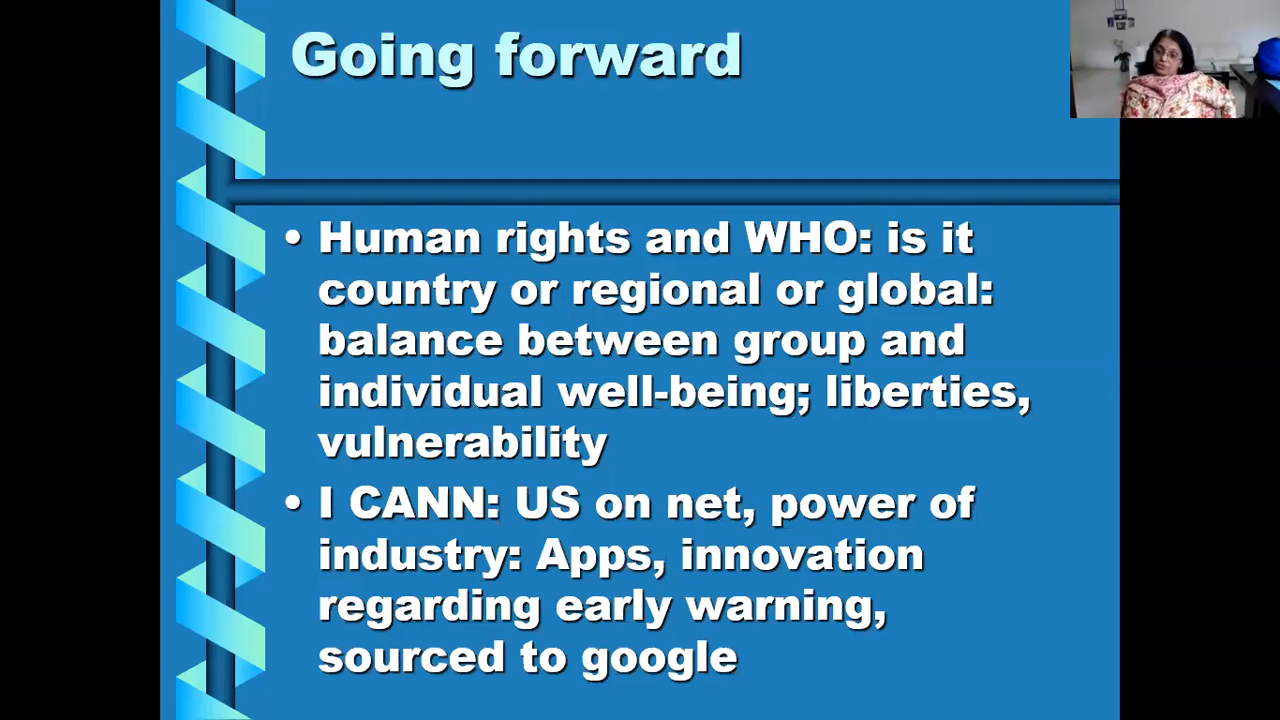 Going forward
• Human rights and WHO: is it
country or regional or global:
balance between group and
individual well-being; liberties,
vulnerability
• I CANN: US on net, power of
industry: Apps, innovation
regarding early warning,
sourced to google